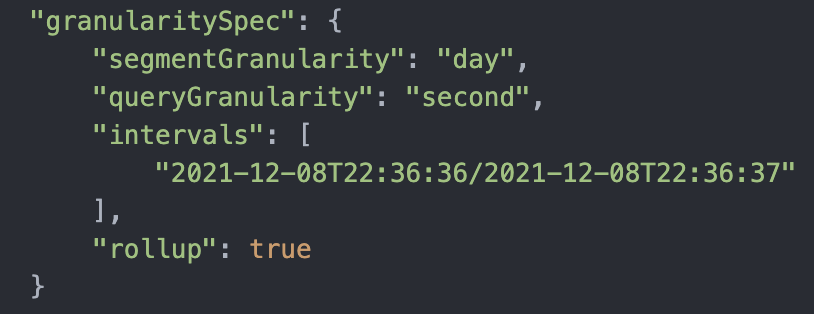 "granularitySpec": {
"segmentGranularity": "day",
"queryGranularity": "second",
"intervals": [
"2021-12-08T22:36:36/2021-12-08T22:36:37"
],
"rollup": true
}